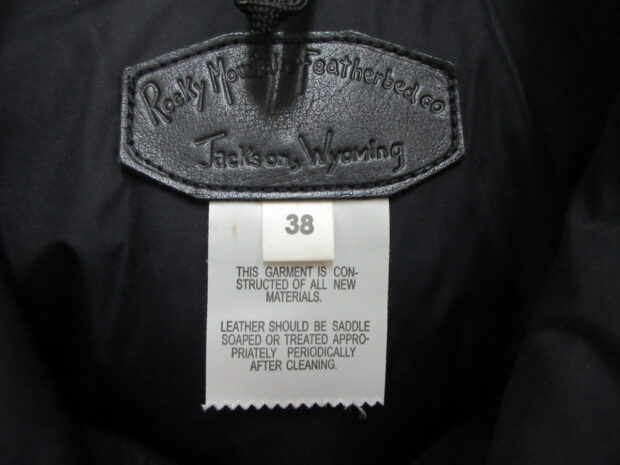 Rocky Mountain Featherbed co
Jackson, Wyoming
38
THIS GARMENT IS CON-
STRUCTED OF ALL NEW
MATERIALS.
LEATHER SHOULD BE SADDLE
SOAPED OR TREATED APPRO-
PRIATELY PERIODICALLY
AFTER CLEANING.